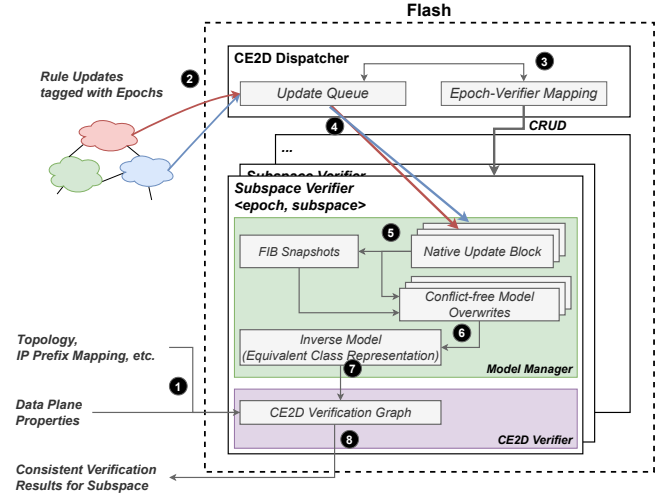 Flash
CE2D Dispatcher
3
2
Rule Updates
tagged with Epochs
Update Queue
Epoch-Verifier Mapping
4
CRUD
...
Subspace Verifier
Subspace Verifier
<epoch, subspace>
5
FIB Snapshots
Native Update Block
Conflict-free Model
Overwrites
6
Inverse Model
(Equivalent Class Representation)
Topology,
IP Prefix Mapping, etc.
7
Model Manager
1
Data Plane
Properties
CE2D Verification Graph
8
CE2D Verifier
Consistent Verification
Results for Subspace